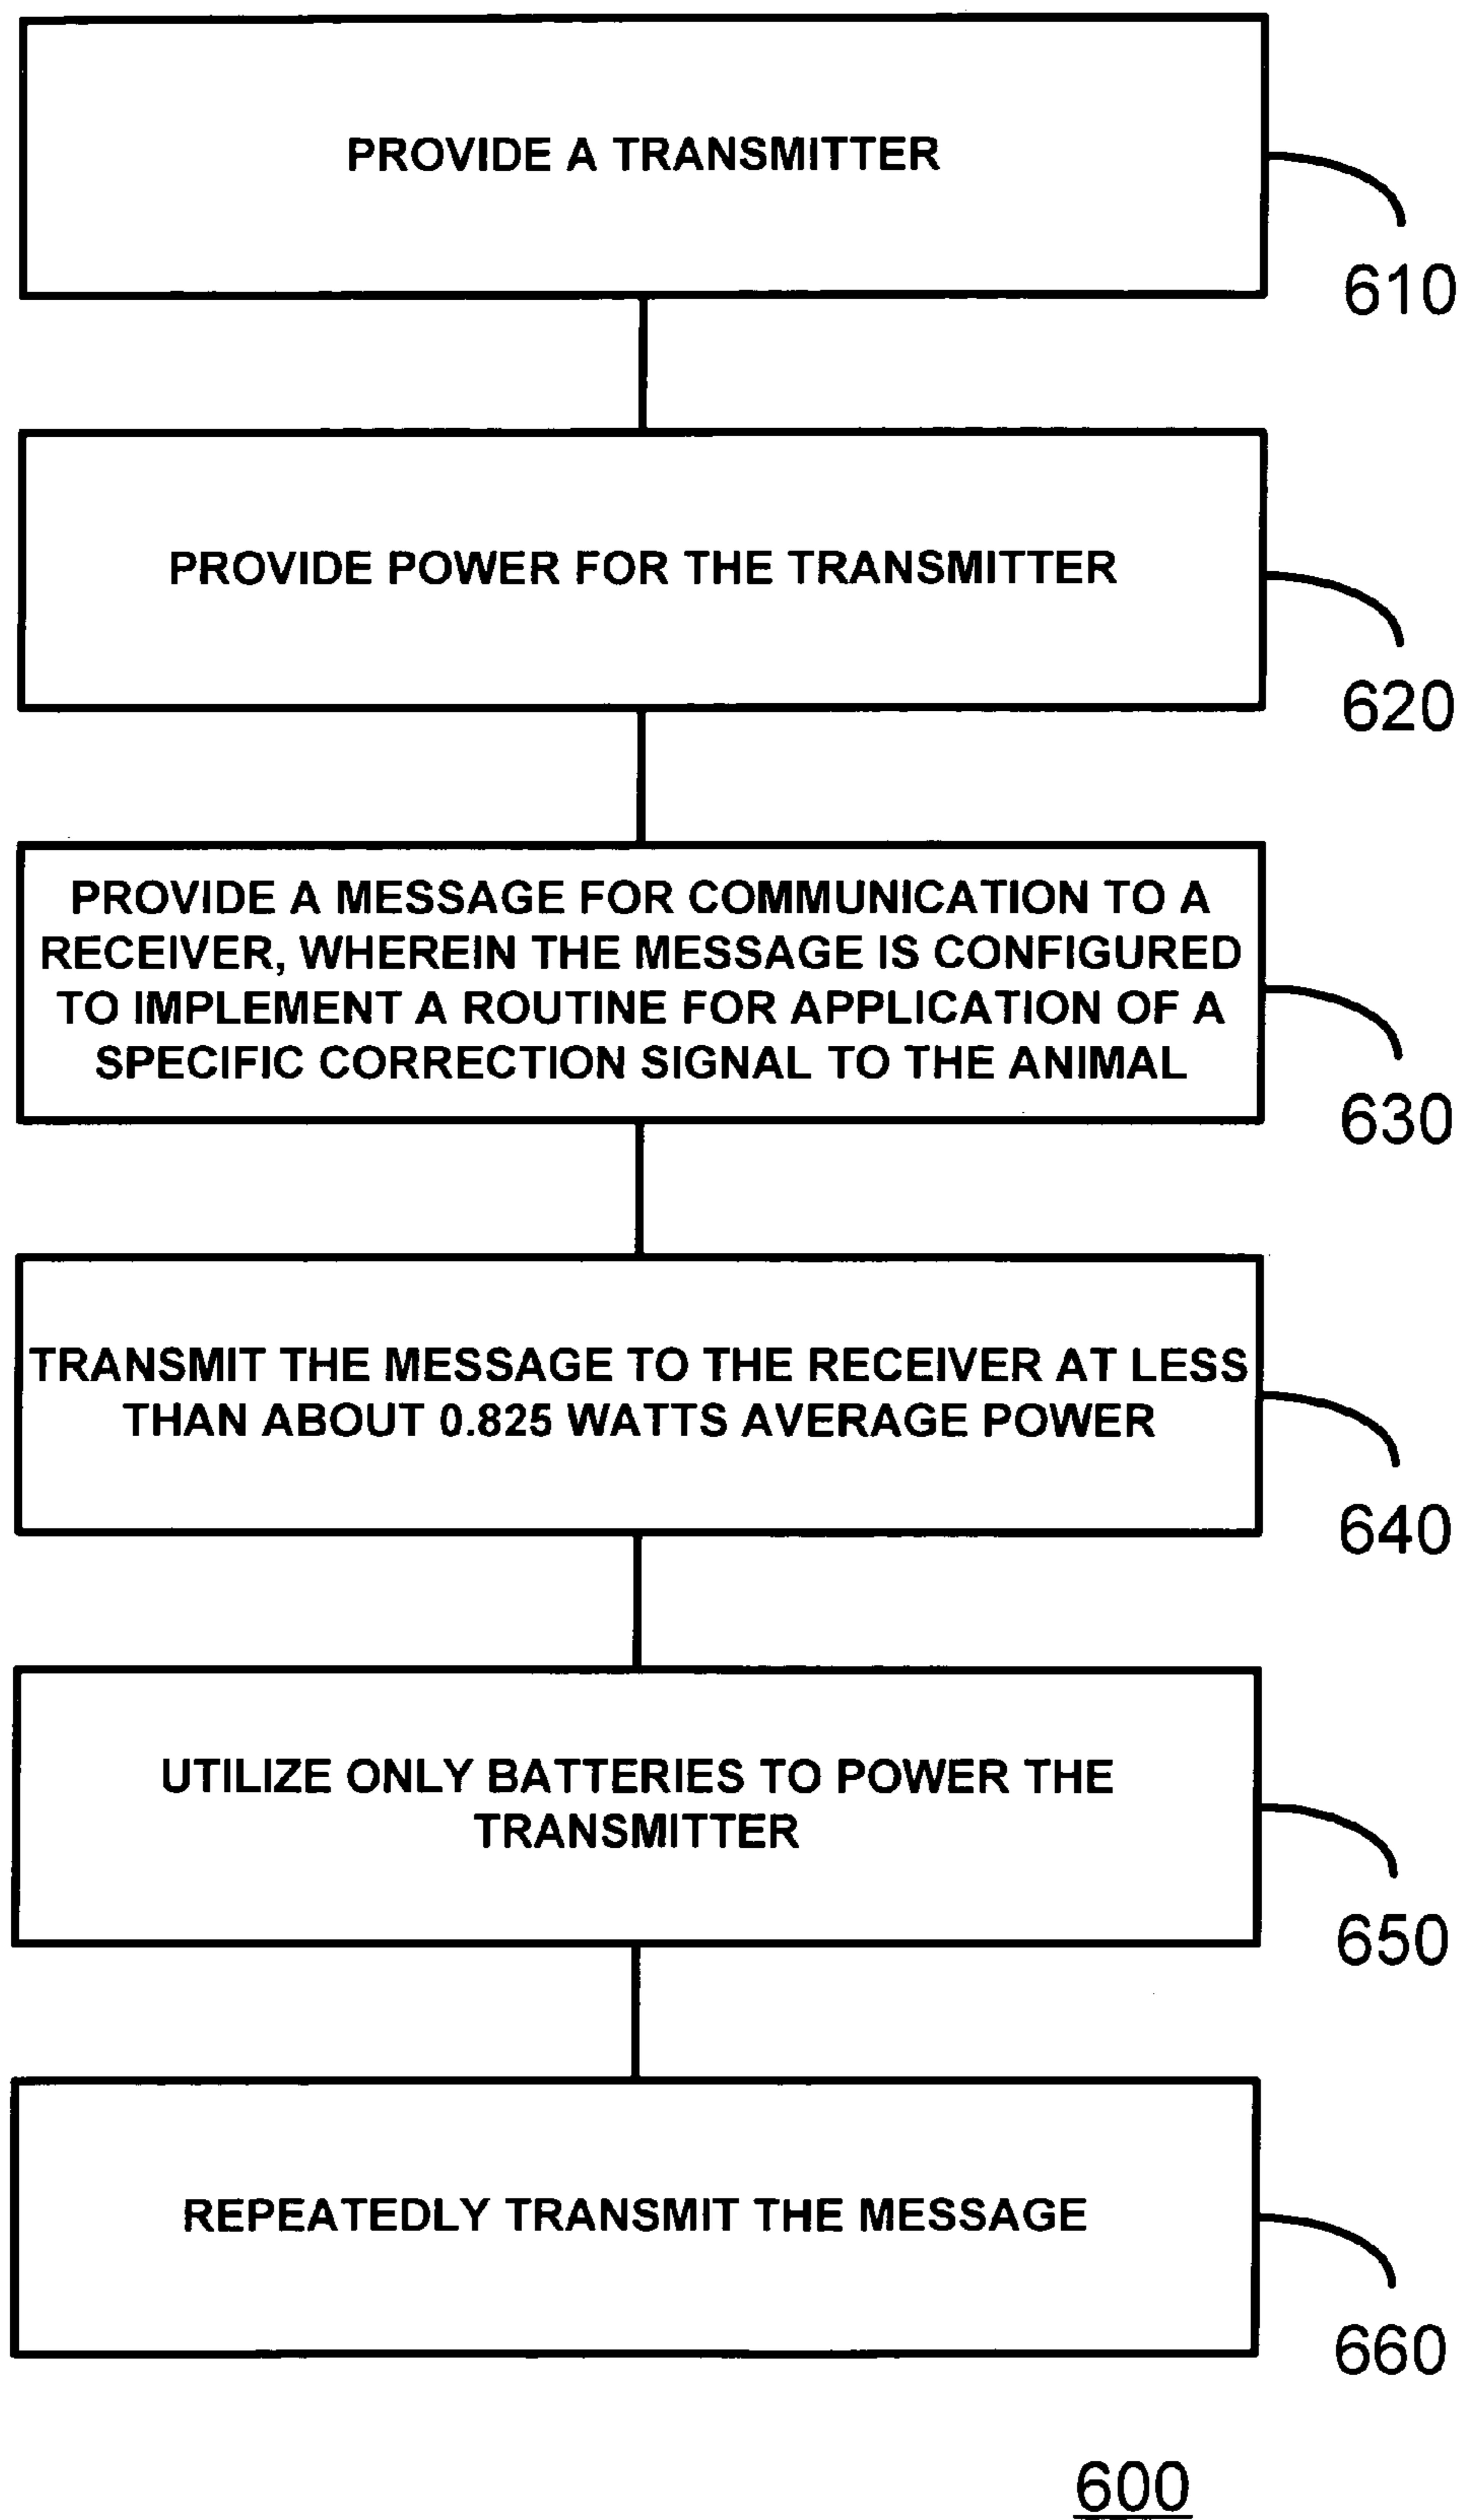 PROVIDE A TRANSMITTER
610
PROVIDE POWER FOR THE TRANSMITTER
620
PROVIDE A MESSAGE FOR COMMUNICATION TO A
RECEIVER, WHEREIN THE MESSAGE IS CONFIGURED
TO IMPLEMENT A ROUTINE FOR APPLICATION OF A
SPECIFIC CORRECTION SIGNAL TO THE ANIMAL
630
TRANSMIT THE MESSAGE TO THE RECEIVER AT LESS
THAN ABOUT 0.825 WATTS AVERAGE POWER
640
UTILIZE ONLY BATTERIES TO POWER THE
TRANSMITTER
650
REPEATEDLY TRANSMIT THE MESSAGE
660
600